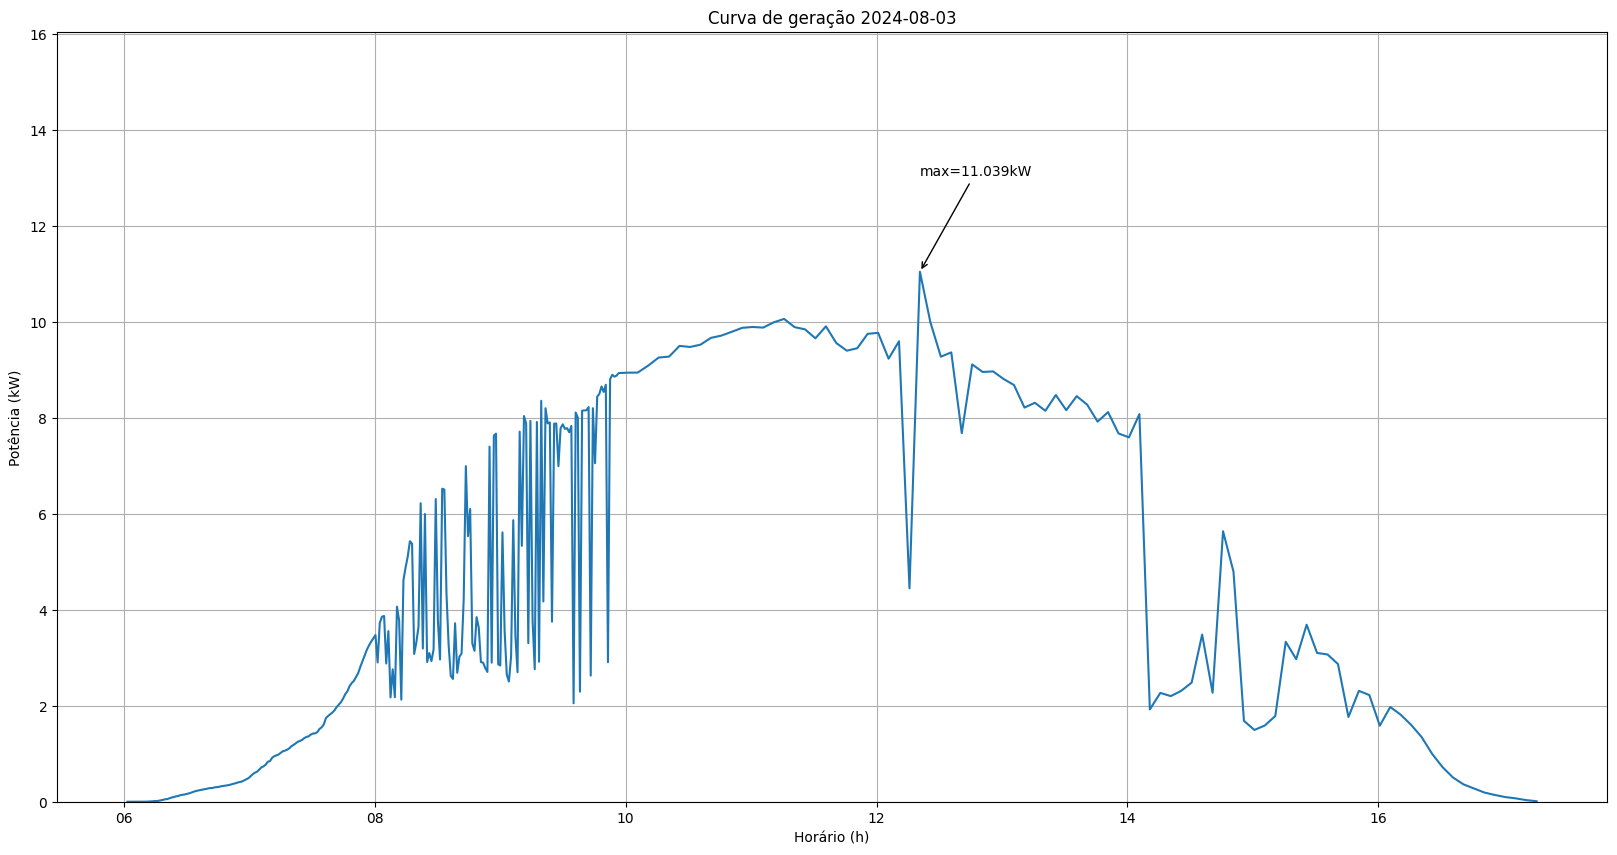 Curva de geração 2024-08-03
16
14
max=11.039kW
12
10
Potência (kW)
8
6
4
2
0
06 08 10 12 14 16
Horário (h)